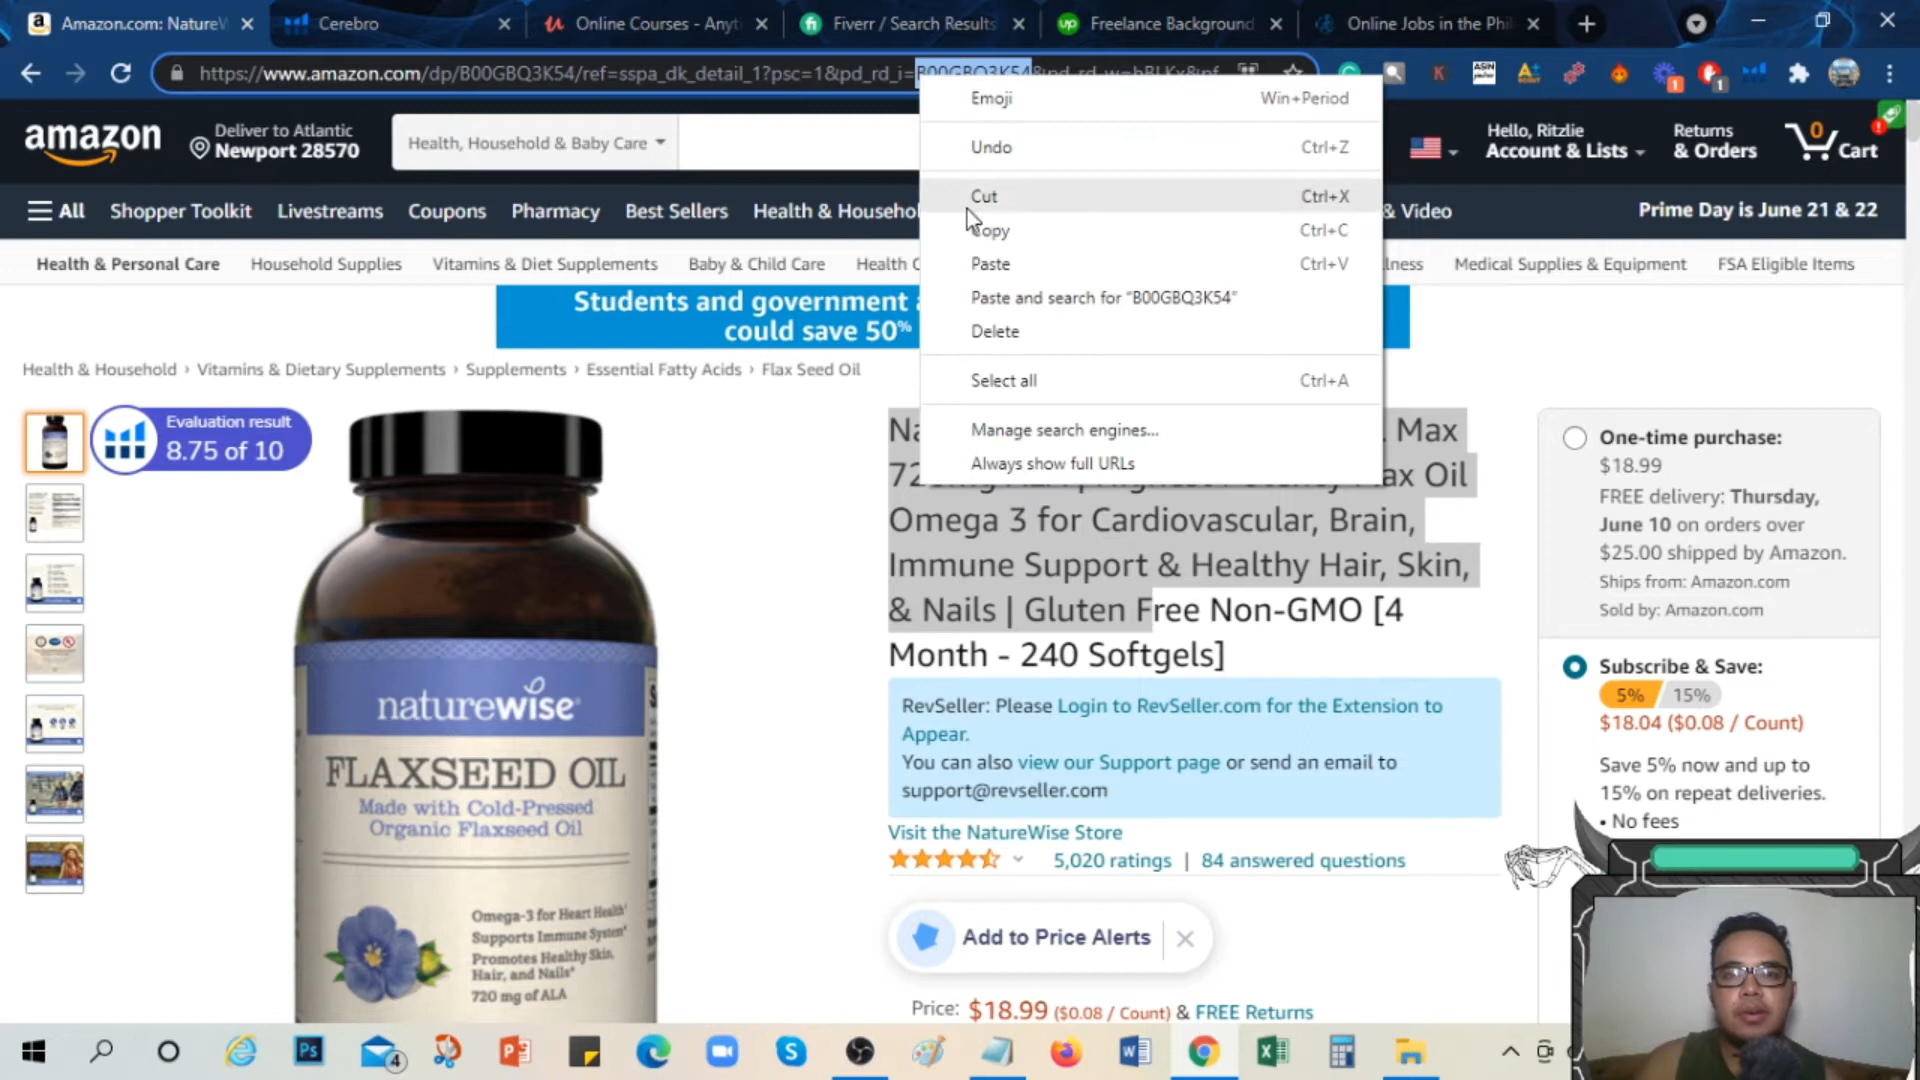 Amazon.com: NatureW
Cerebro
Online Courses - Anyt
Fiverr / Search Results
Freelance Background
Online Jobs in the Phil
https://www.amazon.com/dp/B00GBQ3K54/ref=sspa_dk_detail_1?psc=1&pd_rd_i=B00GBQ3K54
Emoji Win+Period
Undo Ctrl+Z
Cut Ctrl+X
Copy Ctrl+C
Paste Ctrl+V
Paste and search for “B00GBQ3K54”
Delete
Select all Ctrl+A
Manage search engines...
Always show full URLs
amazon
Deliver to Atlantic
Newport 28570
Health, Household & Baby Care
Hello, Ritzlie
Account & Lists
Returns
& Orders
0
Cart
All Shopper Toolkit Livestreams Coupons Pharmacy Best Sellers Health & Househol & Video
Prime Day is June 21 & 22
Health & Personal Care Household Supplies Vitamins & Diet Supplements Baby & Child Care Health C lness Medical Supplies & Equipment FSA Eligible Items
Students and government
could save 50%
Health & Household › Vitamins & Dietary Supplements › Supplements › Essential Fatty Acids › Flax Seed Oil
Evaluation result
8.75 of 10
Na Max
72 ax Oil
Omega 3 for Cardiovascular, Brain,
Immune Support & Healthy Hair, Skin,
& Nails | Gluten Free Non-GMO [4
Month - 240 Softgels]
RevSeller: Please Login to RevSeller.com for the Extension to
Appear.
You can also view our Support page or send an email to
support@revseller.com
Visit the NatureWise Store
5,020 ratings | 84 answered questions
Add to Price Alerts
Price: $18.99 ($0.08 / Count) & FREE Returns
One-time purchase:
$18.99
FREE delivery: Thursday,
June 10 on orders over
$25.00 shipped by Amazon.
Ships from: Amazon.com
Sold by: Amazon.com
Subscribe & Save:
5% 15%
$18.04 ($0.08 / Count)
Save 5% now and up to
15% on repeat deliveries.
• No fees
naturewise
FLAXSEED OIL
Made with Cold-Pressed
Organic Flaxseed Oil
Omega-3 for Heart Health
Supports Immune System
Promotes Healthy Skin,
Hair, and Nails
720 mg of ALA
Ps
4